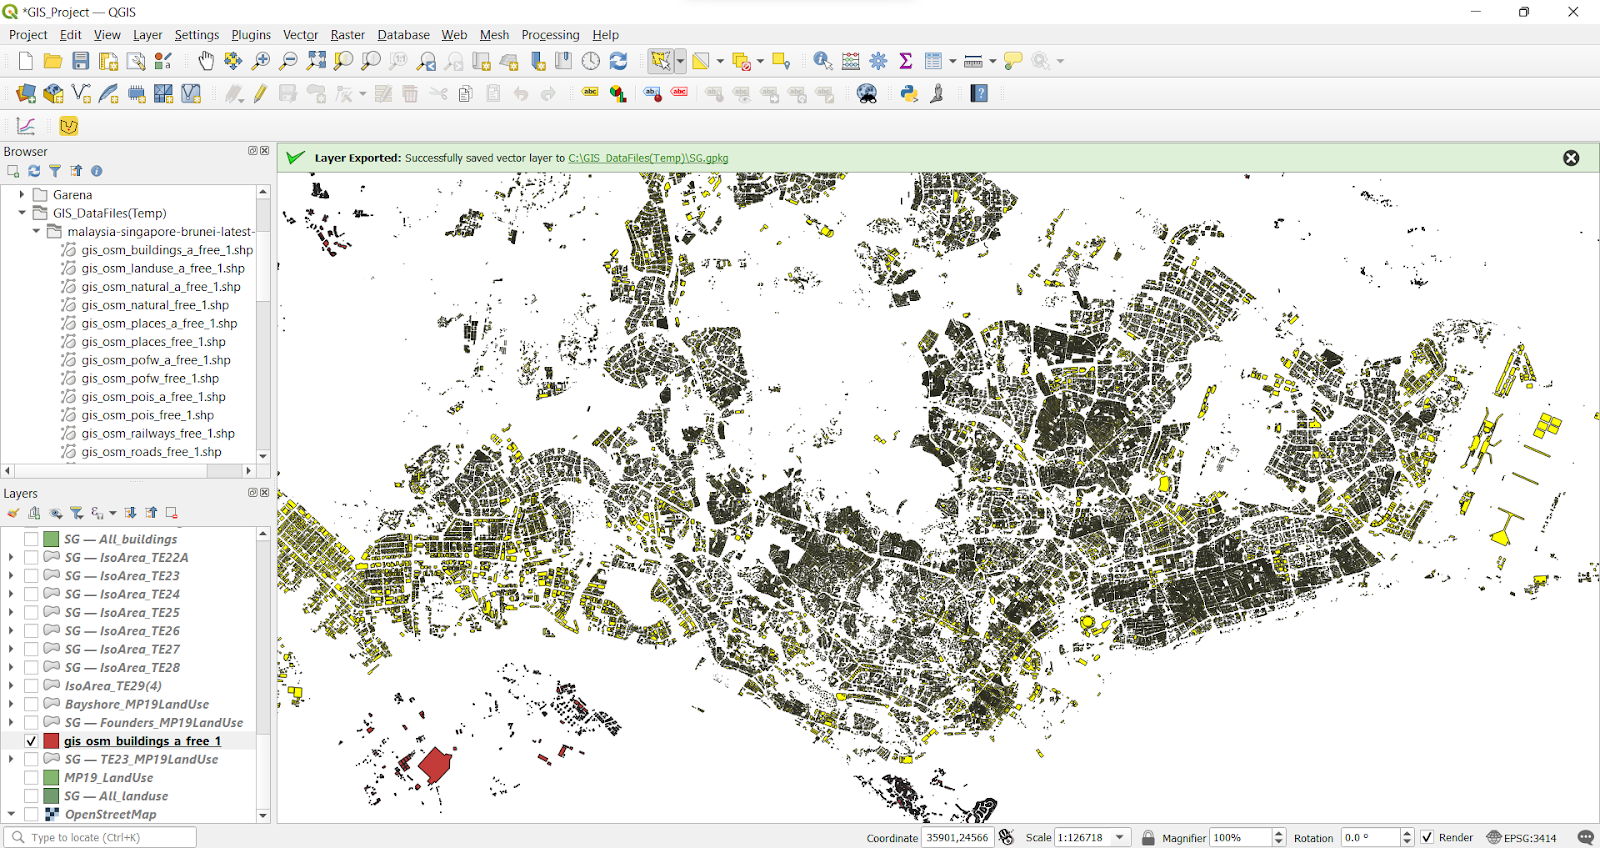 *GIS_Project — QGIS
Project Edit View Layer Settings Plugins Vector Raster Database Web Mesh Processing Help
abc abc abc
Browser
Layer Exported: Successfully saved vector layer to C:\GIS_DataFiles(Temp)\SG.gpkg
Garena
GIS_DataFiles(Temp)
malaysia-singapore-brunei-latest-
gis_osm_buildings_a_free_1.shp
gis_osm_landuse_a_free_1.shp
gis_osm_natural_a_free_1.shp
gis_osm_natural_free_1.shp
gis_osm_places_a_free_1.shp
gis_osm_places_free_1.shp
gis_osm_pofw_a_free_1.shp
gis_osm_pofw_free_1.shp
gis_osm_pois_a_free_1.shp
gis_osm_pois_free_1.shp
gis_osm_railways_free_1.shp
gis_osm_roads_free_1.shp
Layers
SG — All_buildings
SG — IsoArea_TE22A
SG — IsoArea_TE23
SG — IsoArea_TE24
SG — IsoArea_TE25
SG — IsoArea_TE26
SG — IsoArea_TE27
SG — IsoArea_TE28
IsoArea_TE29(4)
Bayshore_MP19LandUse
SG — Founders_MP19LandUse
gis_osm_buildings_a_free_1
SG — TE23_MP19LandUse
MP19_LandUse
SG — All_landuse
OpenStreetMap
Type to locate (Ctrl+K)
Coordinate 35901,24566 Scale 1:126718 Magnifier 100% Rotation 0.0 ° Render EPSG:3414